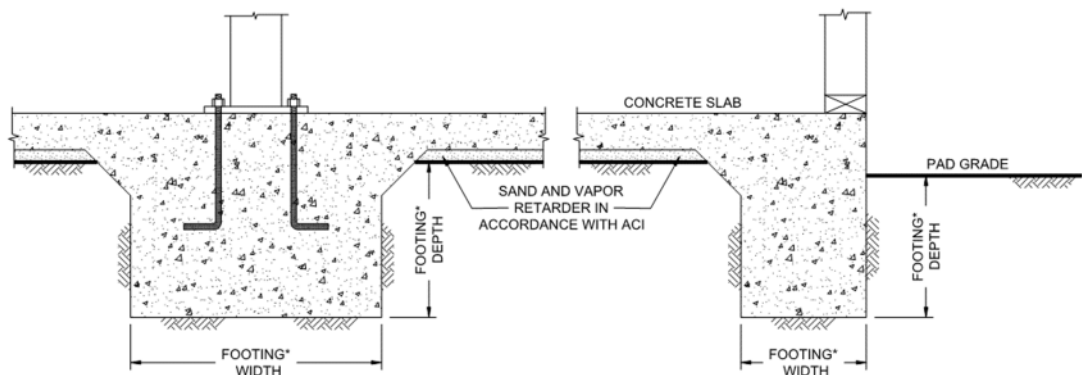 CONCRETE SLAB
PAD GRADE
SAND AND VAPOR
RETARDER IN
ACCORDANCE WITH ACI
FOOTING*
DEPTH
FOOTING*
DEPTH
FOOTING*
WIDTH
FOOTING*
WIDTH